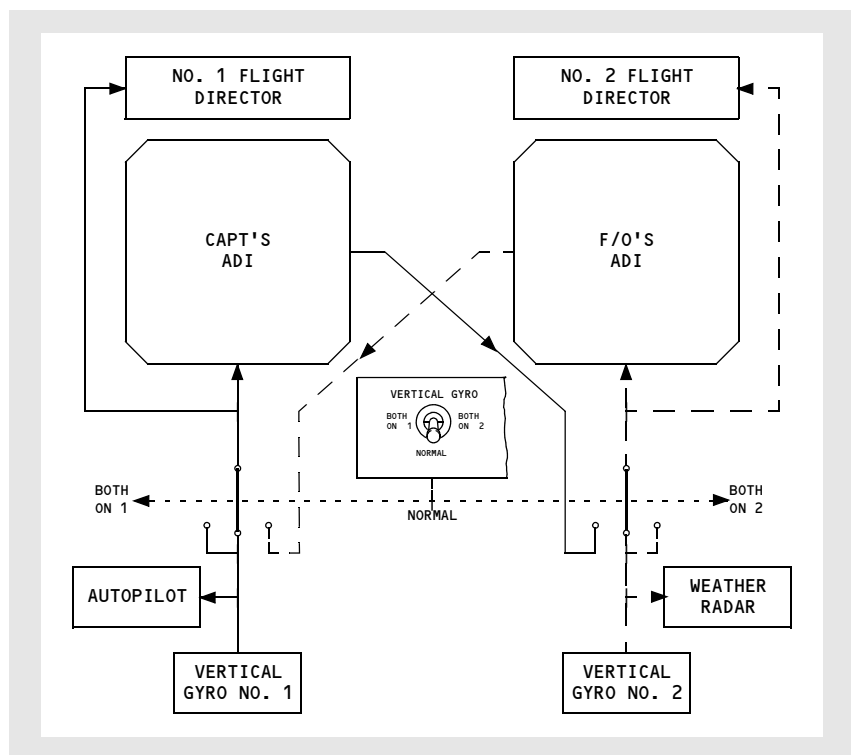 NO. 1 FLIGHT
DIRECTOR
NO. 2 FLIGHT
DIRECTOR
CAPT'S
ADI
F/O'S
ADI
VERTICAL GYRO
BOTH
ON 1
BOTH
ON 2
NORMAL
BOTH
ON 1
NORMAL
BOTH
ON 2
AUTOPILOT
WEATHER
RADAR
VERTICAL
GYRO NO. 1
VERTICAL
GYRO NO. 2